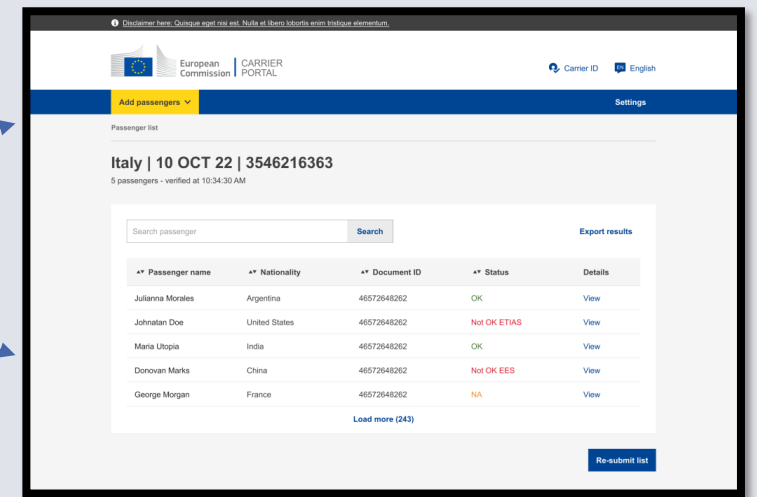 Disclaimer here: Quisque eget nisi est. Nulla et libero lobortis enim tristique elementum.
European Commission
CARRIER PORTAL
Carrier ID
EN English
Add passengers
Settings
Passenger list
Italy | 10 OCT 22 | 3546216363
5 passengers - verified at 10:34:30 AM
Search passenger Search Export results
Passenger name Nationality Document ID Status Details
Julianna Morales Argentina 46572648262 OK View
Johnatan Doe United States 46572648262 Not OK ETIAS View
Maria Utopia India 46572648262 OK View
Donovan Marks China 46572648262 Not OK EES View
George Morgan France 46572648262 NA View
Load more (243)
Re-submit list